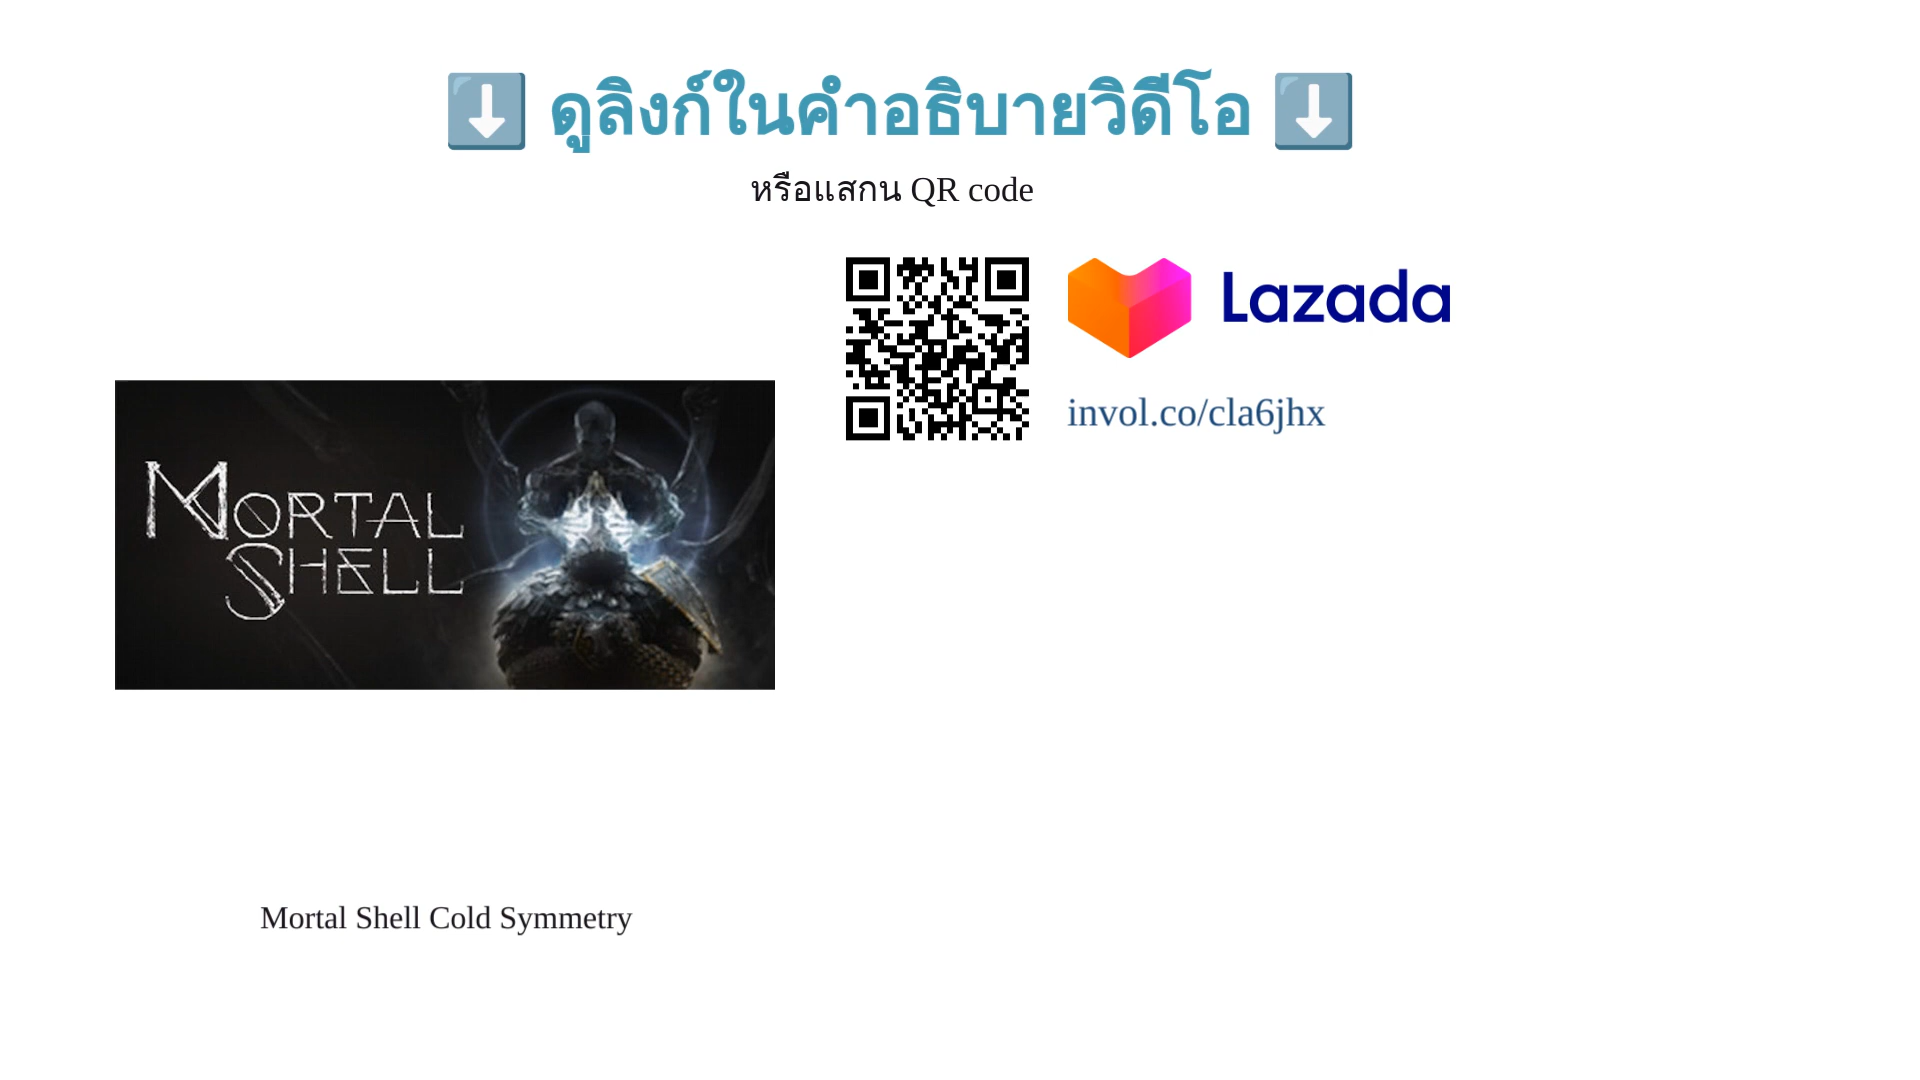 ⬇️ ดูลิงก์ในคำอธิบายวิดีโอ ⬇️
หรือแสกน QR code
Lazada
invol.co/cla6jhx
MORTAL
SHELL
Mortal Shell Cold Symmetry